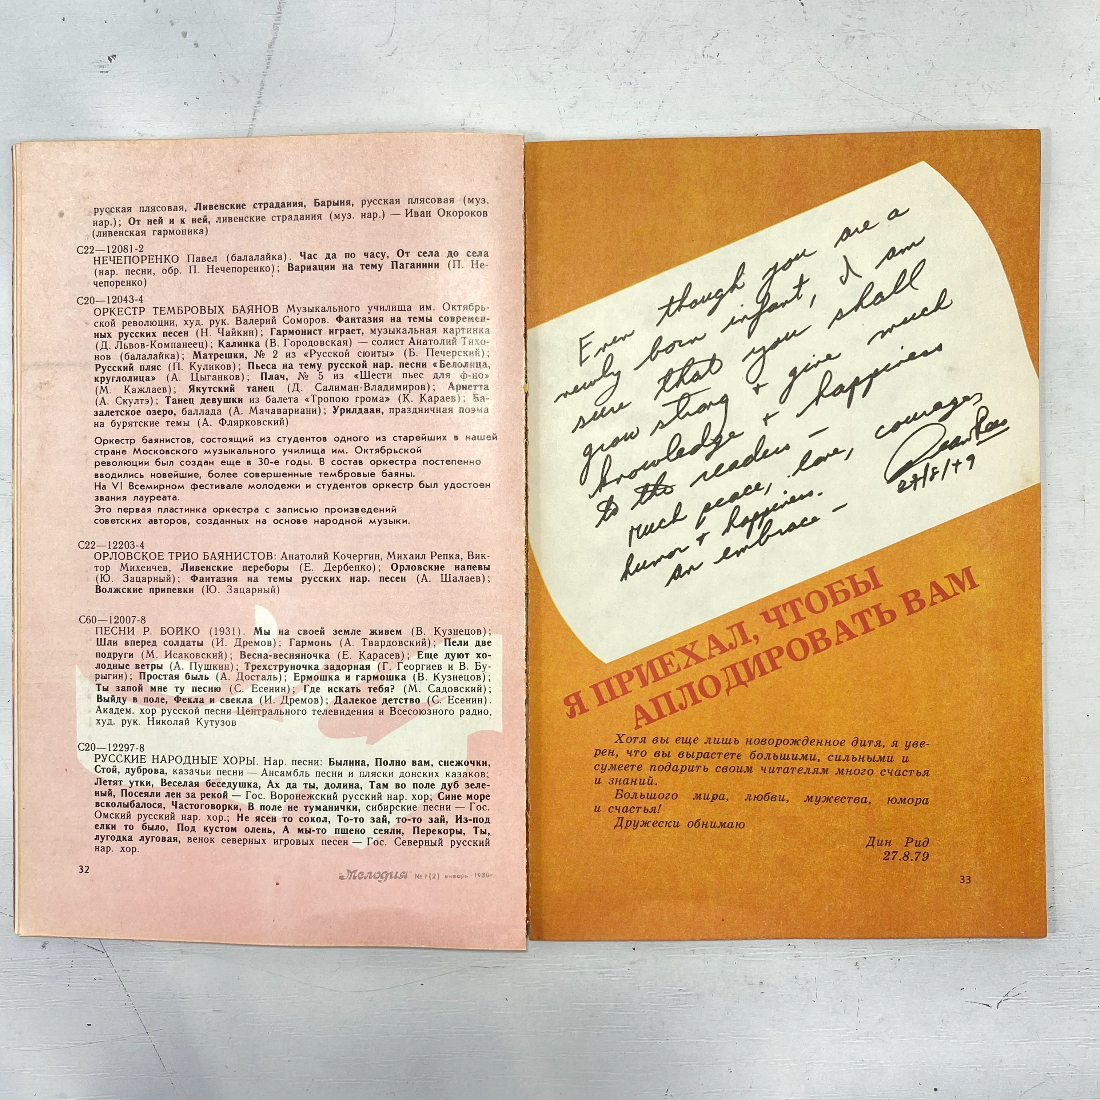 русская плясовая, Ливенские страдания, Барыня, русская плясовая (муз.
нар.); От ней и к ней, ливенские страдания (муз. нар.) — Иван Окороков
(ливенская гармоника)
С22—12081-2
НЕЧЕПОРЕНКО Павел (балалайка). Час да по часу, От села до села
(нар. песни, обр. П. Нечепоренко); Вариации на тему Паганини (П. Не-
чепоренко)
С20—12043-4
ОРКЕСТР ТЕМБРОВЫХ БАЯНОВ Музыкального училища им. Октябрь-
ской революции, худ. рук. Валерий Соморов. Фантазия на темы современ-
ных русских песен (Н. Чайкин); Гармонист играет, музыкальная картинка
(Д. Львов-Компанеец); Калинка (В. Городовская) — солист Анатолий Тихо-
нов (балалайка); Матрешки, № 2 из «Русской сюиты» (Б. Печерский);
Русский пляс (П. Куликов); Пьеса на тему русской нар. песни «Белолица,
круглолица» (А. Цыганков); Плач, № 5 из «Шести пьес для ф-но»
(М. Кажлаев); Якутский танец (Д. Салиман-Владимиров); Арнетта
(А. Скултэ); Танец девушки из балета «Тропою грома» (К. Караев); Ба-
залетское озеро, баллада (А. Мачавариани); Урилдаан, праздничная поэма
на бурятские темы (А. Флярковский)
Оркестр баянистов, состоящий из студентов одного из старейших в нашей
стране Московского музыкального училища им. Октябрьской
революции был создан еще в 30-е годы. В состав оркестра постепенно
вводились новейшие, более совершенные тембровые баяны.
На VI Всемирном фестивале молодежи и студентов оркестр был удостоен
звания лауреата.
Это первая пластинка оркестра с записью произведений
советских авторов, созданных на основе народной музыки.
С22—12203-4
ОРЛОВСКОЕ ТРИО БАЯНИСТОВ: Анатолий Кочергин, Михаил Репка, Вик-
тор Михеичев, Ливенские переборы (Е. Дербенко); Орловские напевы
(Ю. Зацарный); Фантазия на темы русских нар. песен (А. Шалаев);
Волжские припевки (Ю. Зацарный)
С60—12007-8
ПЕСНИ Р. БОЙКО (1931). Мы на своей земле живем (В. Кузнецов);
Шли вперед солдаты (И. Дремов); Гармонь (А. Твардовский); Пели две
подруги (М. Исаковский); Весна-весняночка (Е. Карасев); Еще дуют хо-
лодные ветры (А. Пушкин); Трехструночка задорная (Г. Георгиев и В. Бу-
рыгин); Простая быль (А. Досталь); Ермошка и гармошка (В. Кузнецов);
Ты запой мне ту песню (С. Есенин); Где искать тебя? (М. Садовский);
Выйду в поле, Фекла и свекла (И. Дремов); Далекое детство (С. Есенин).
Академ. хор русской песни Центрального телевидения и Всесоюзного радио,
худ. рук. Николай Кутузов
С20—12297-8
РУССКИЕ НАРОДНЫЕ ХОРЫ. Нар. песни: Былина, Полно вам, снежочки,
Стой, дуброва, казачьи песни — Ансамбль песни и пляски донских казаков;
Летят утки, Веселая беседушка, Ах да ты, долина, Там во поле дуб зеле-
ный, Посеяли лен за рекой — Гос. Воронежский русский нар. хор; Сине море
всколыбалося, Частоговорки, В поле не туманички, сибирские песни — Гос.
Омский русский нар. хор.; Не ясен то сокол, То-то зай, то-то зай, Из-под
елки то было, Под кустом олень, А мы-то пшено сеяли, Перекоры, Ты,
лугодка луговая, венок северных игровых песен — Гос. Северный русский
нар. хор.
32
Мелодия №1(2) январь 1980г.
Even though you are a
newly born infant, I am
sure that you shall
grow strong + give much
knowledge + happiness
to the readers —
much peace, love, courage,
humor + happiness.
an embrace —
Dean Reed
27/8/79
Я ПРИЕХАЛ, ЧТОБЫ
АПЛОДИРОВАТЬ ВАМ
Хотя вы еще лишь новорожденное дитя, я уве-
рен, что вы вырастете большими, сильными и
сумеете подарить своим читателям много счастья
и знаний.
Большого мира, любви, мужества, юмора
и счастья!
Дружески обнимаю
Дин Рид
27.8.79
33